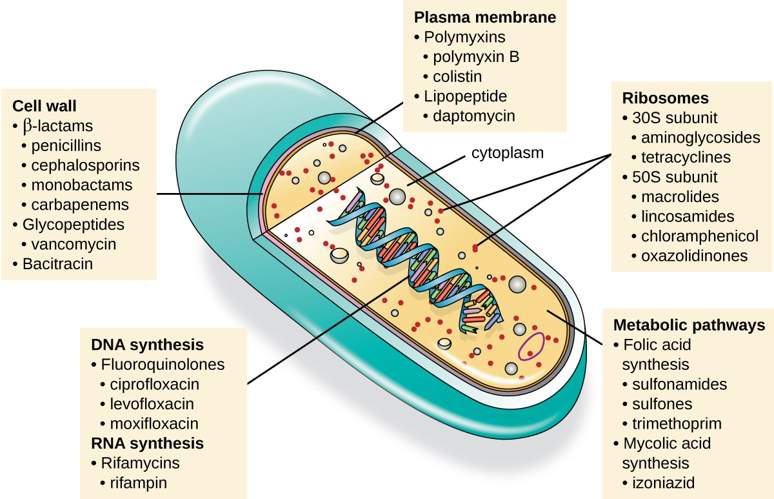 Plasma membrane
• Polymyxins
• polymyxin B
• colistin
• Lipopeptide
• daptomycin
Cell wall
• β-lactams
• penicillins
• cephalosporins
• monobactams
• carbapenems
• Glycopeptides
• vancomycin
• Bacitracin
cytoplasm
Ribosomes
• 30S subunit
• aminoglycosides
• tetracyclines
• 50S subunit
• macrolides
• lincosamides
• chloramphenicol
• oxazolidinones
DNA synthesis
• Fluoroquinolones
• ciprofloxacin
• levofloxacin
• moxifloxacin
RNA synthesis
• Rifamycins
• rifampin
Metabolic pathways
• Folic acid
synthesis
• sulfonamides
• sulfones
• trimethoprim
• Mycolic acid
synthesis
• izoniazid